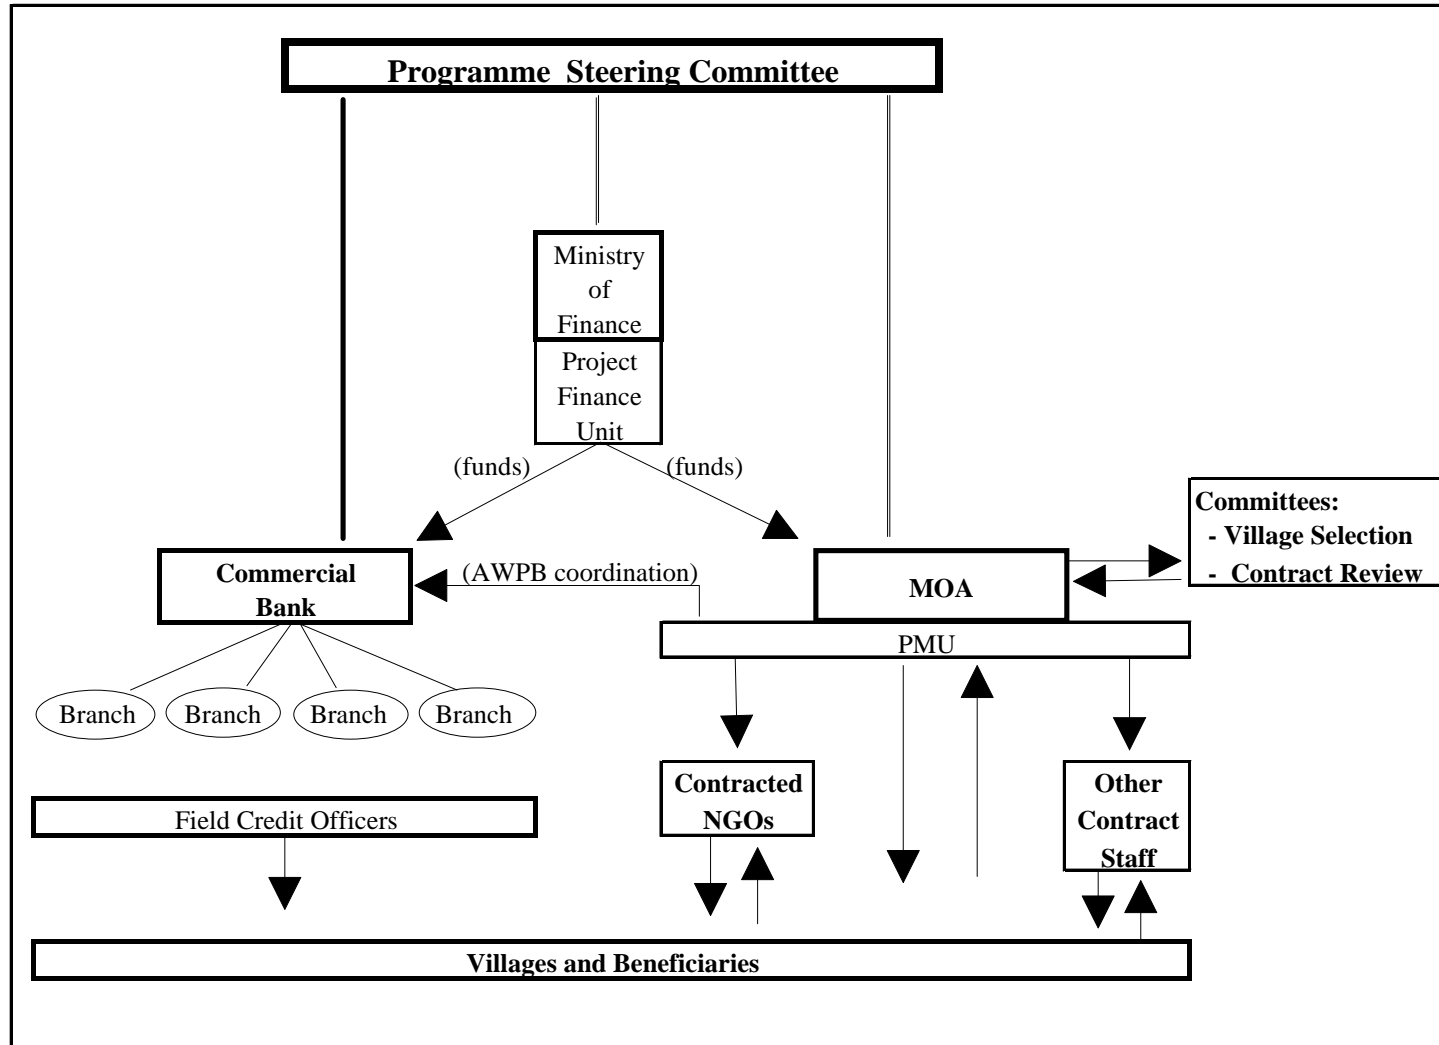 Programme Steering Committee
Ministry
of
Finance
Project
Finance
Unit
(funds)
(funds)
Committees:
- Village Selection
- Contract Review
Commercial
Bank
(AWPB coordination)
MOA
PMU
Branch
Branch
Branch
Branch
Contracted
NGOs
Other
Contract
Staff
Field Credit Officers
Villages and Beneficiaries